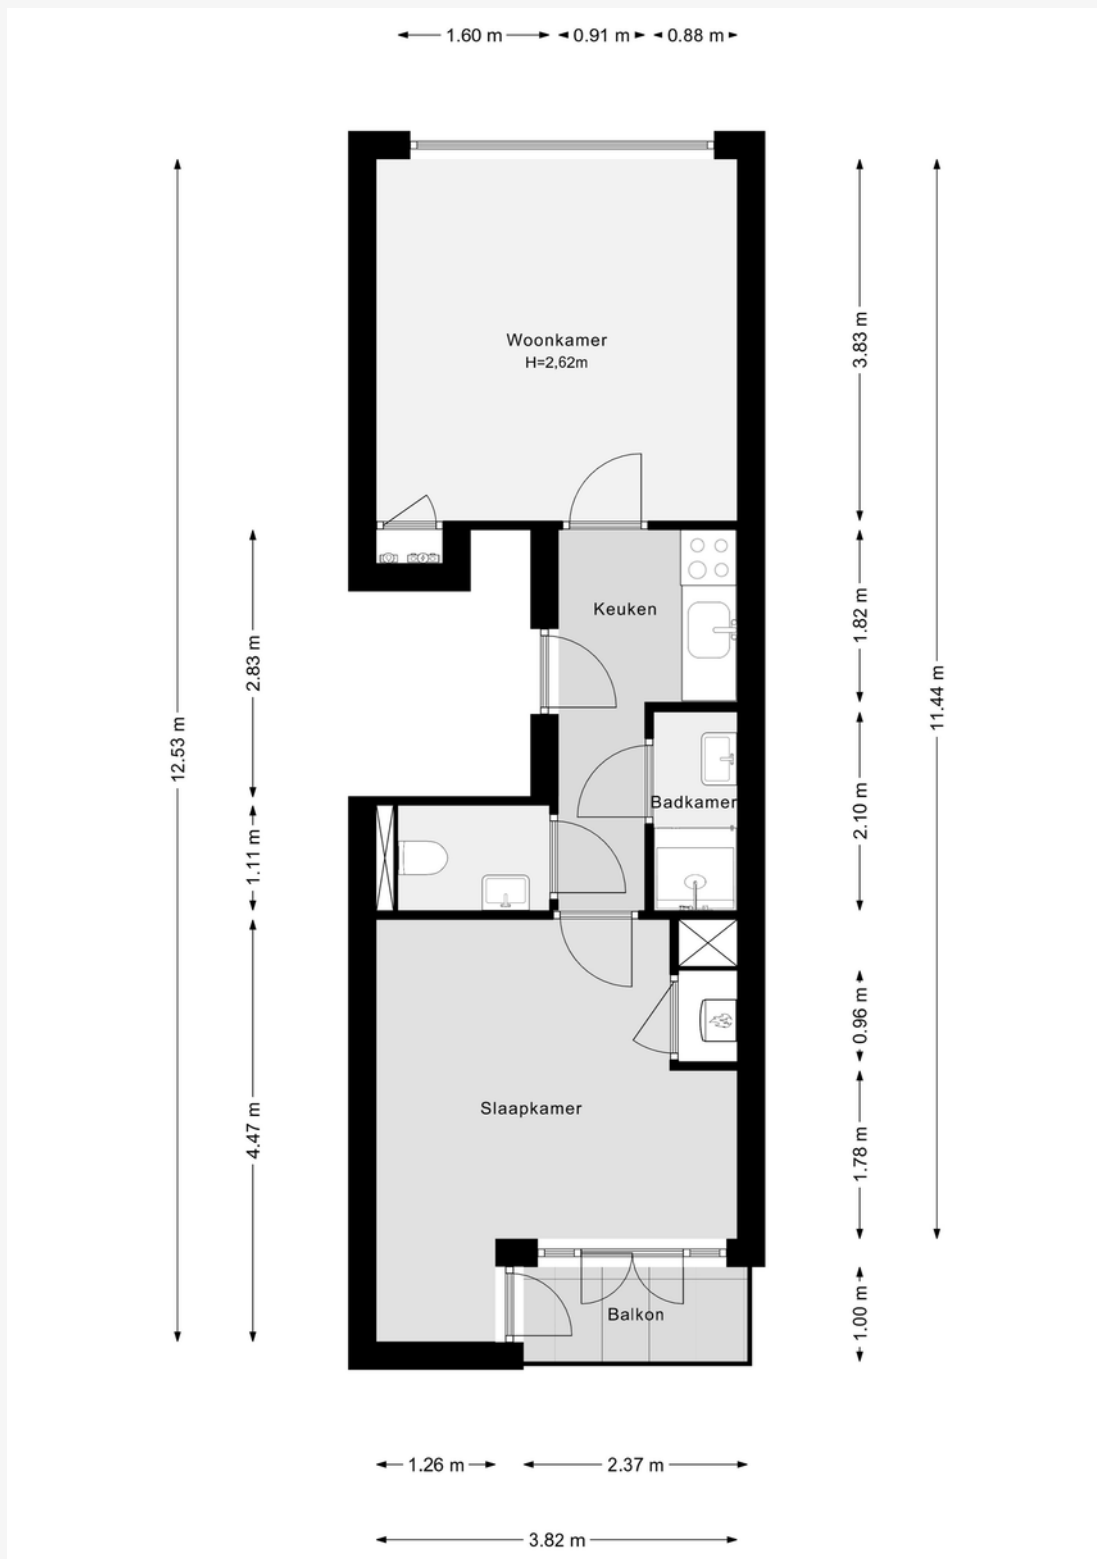 1.60 m
0.91 m
0.88 m
Woonkamer
H=2,62m
3.83 m
Keuken
1.82 m
2.83 m
11.44 m
12.53 m
Badkamer
2.10 m
1.11 m
0.96 m
Slaapkamer
4.47 m
1.78 m
Balkon
1.00 m
1.26 m
2.37 m
3.82 m